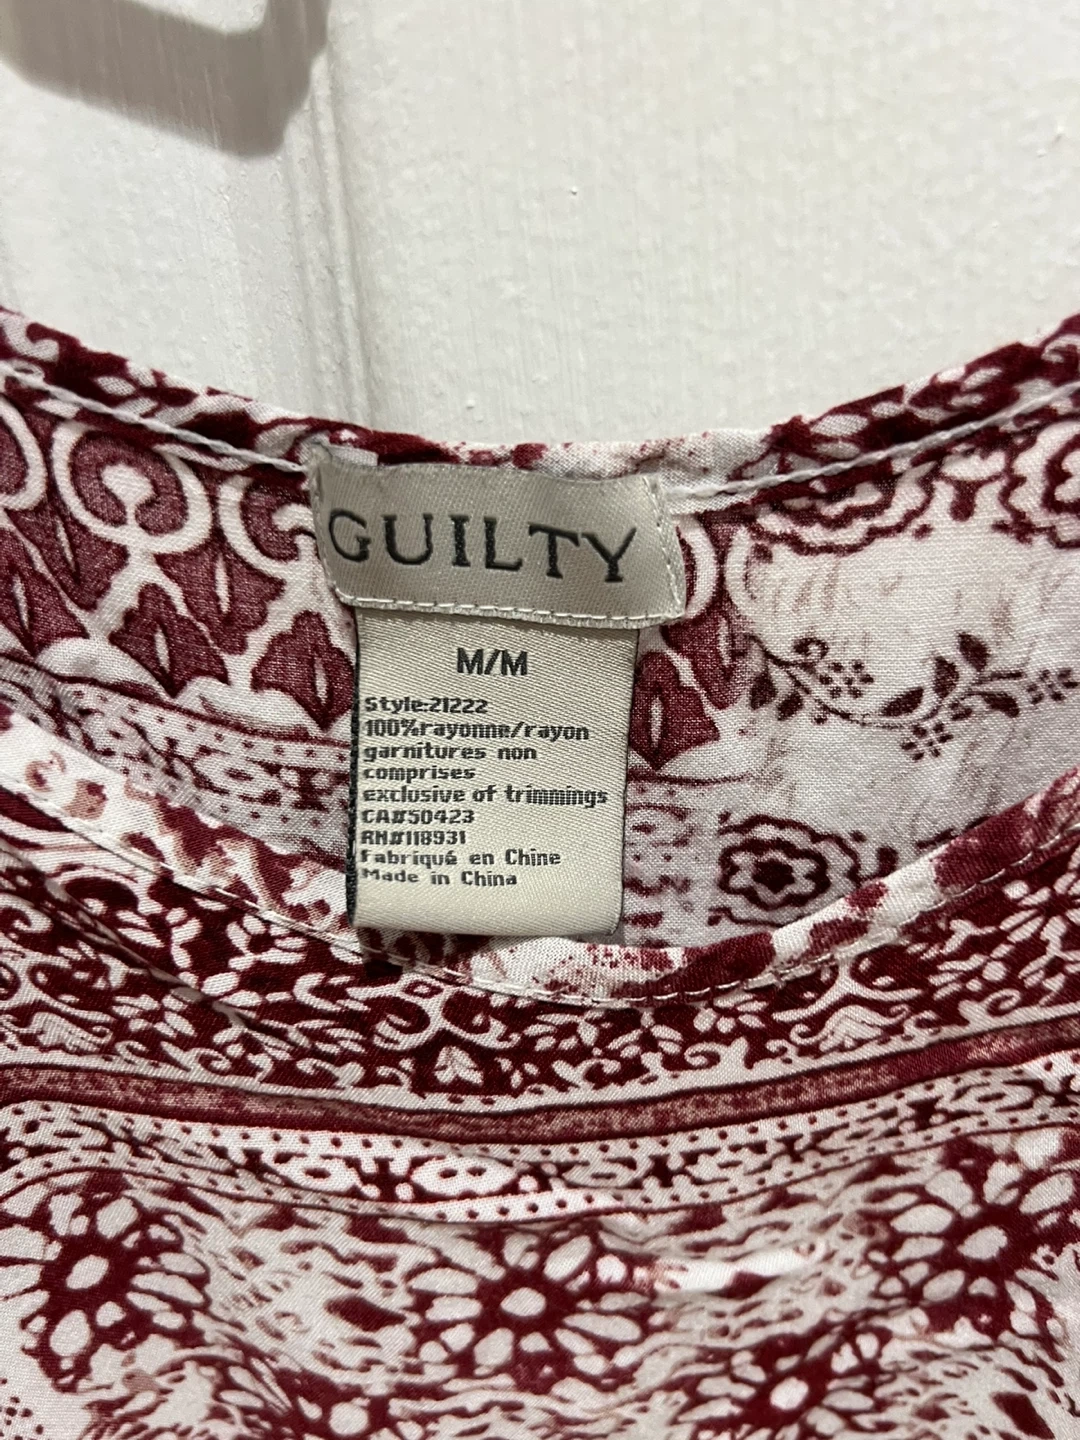 GUILTY
M/M
Style:21222
100%rayonne/rayon
garnitures non
comprises
exclusive of trimmings
CA#50423
RN#118931
Fabriqué en Chine
Made in China